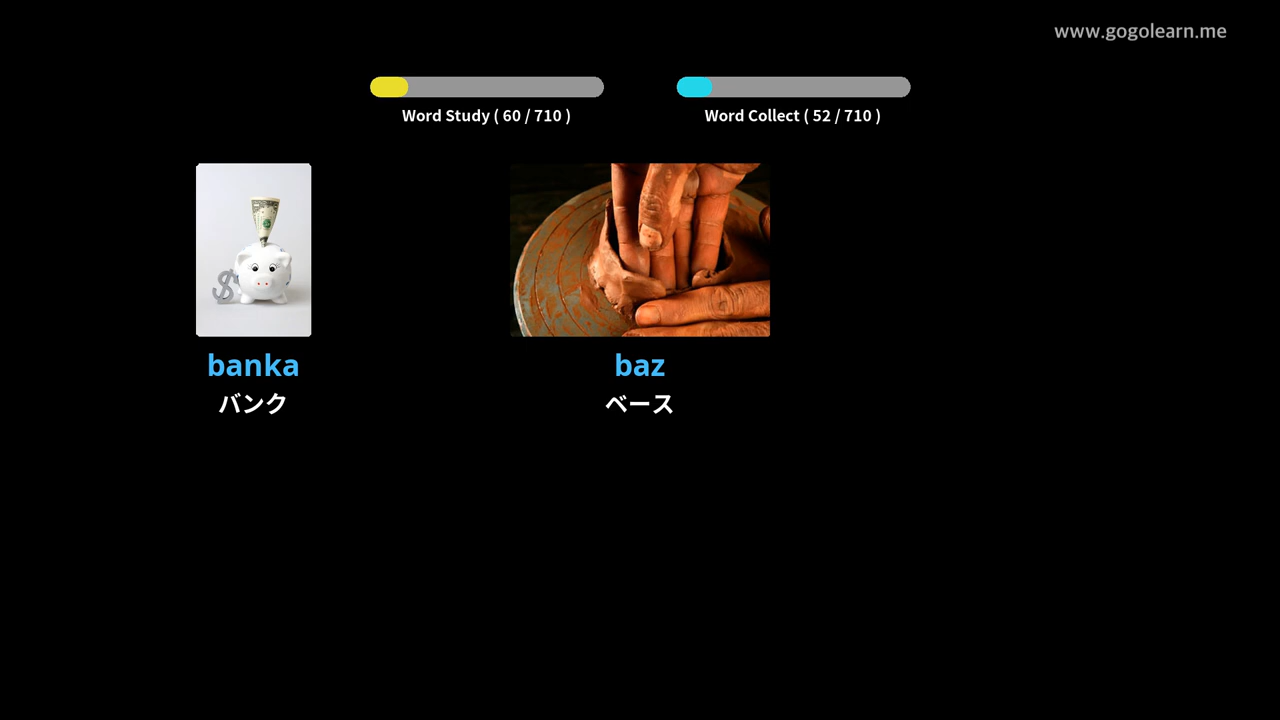 www.gogolearn.me
Word Study ( 60 / 710 )
Word Collect ( 52 / 710 )
banka
バンク
baz
ベース